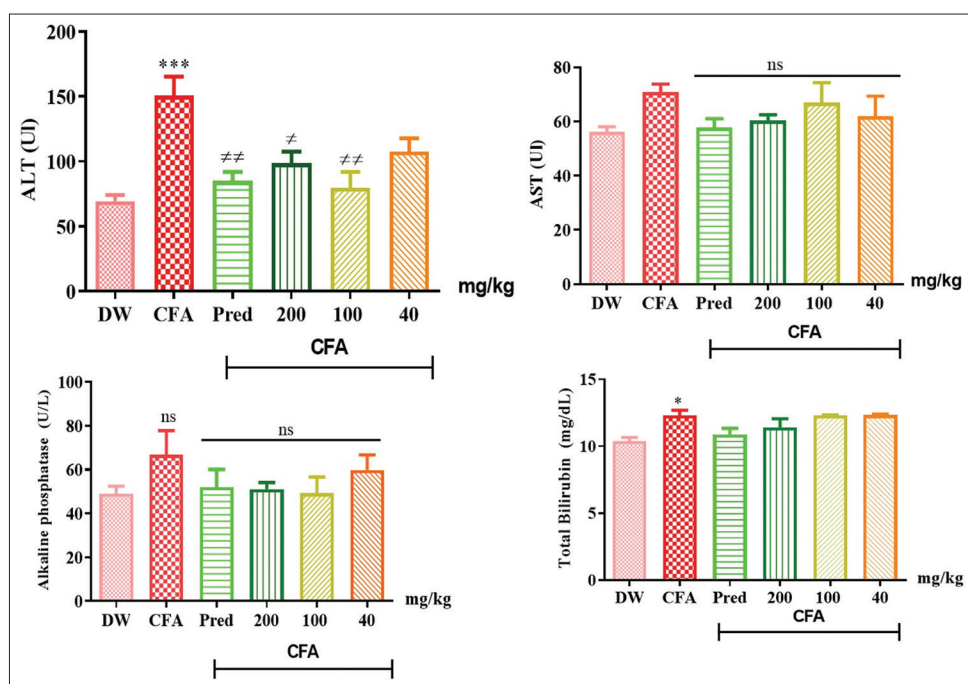 ALT (UI)
200
150
100
50
0
***
≠≠
≠
≠≠
DW CFA Pred 200 100 40
mg/kg
CFA
AST (UI)
80
60
40
20
0
ns
DW CFA Pred 200 100 40
mg/kg
CFA
Alkaline phosphatase (U/L)
100
80
60
40
20
0
ns
ns
DW CFA Pred 200 100 40
mg/kg
CFA
Total Bilirubin (mg/dL)
15
10
5
0
*
DW CFA Pred 200 100 40
mg/kg
CFA